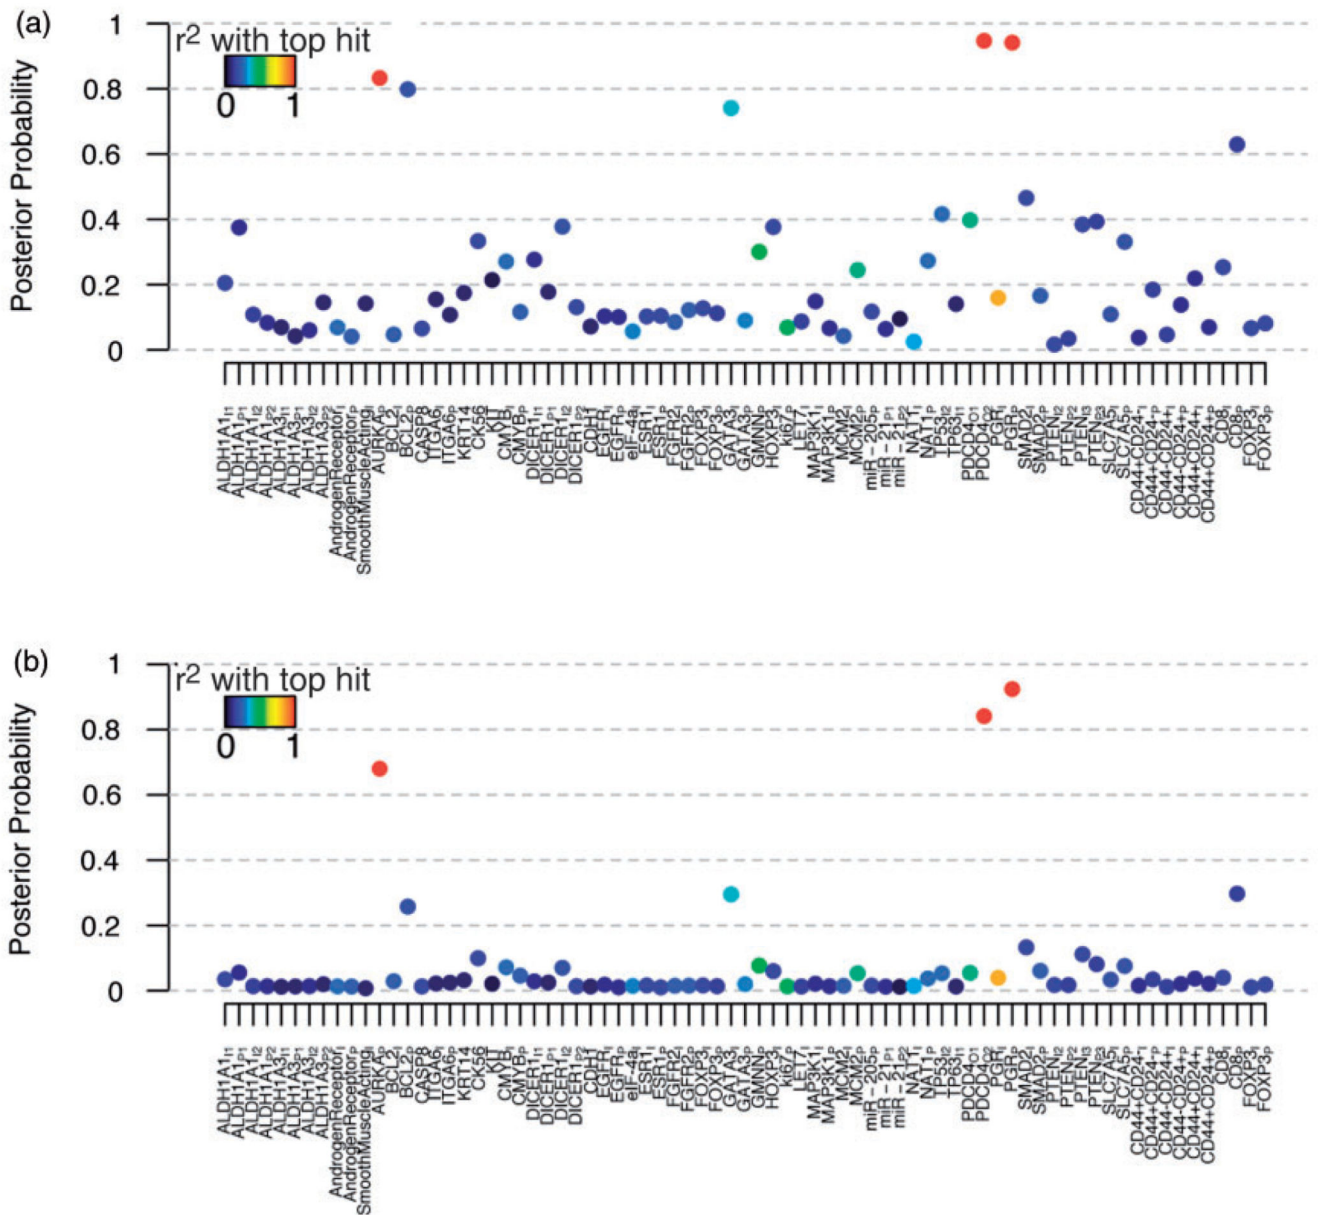 (a)
r2 with top hit
0 1
Posterior Probability
1
0.8
0.6
0.4
0.2
0
ALDH1A1I1
ALDH1A1P1
ALDH1A1I2
ALDH1A1P2
ALDH1A3I1
ALDH1A3P1
ALDH1A3I2
ALDH1A3P2
AndrogenReceptorI
AndrogenReceptorP
SmoothMuscleActing
AURKAP
BCL2I
BCL2P
CASP8
ITGA6I
ITGA6P
KRT14
CK56
KIT
CMYBI
CMYBP
DICER1I1
DICER1P1
DICER1I2
DICER1P2
CDH1
EGFRI
EGFRP
eIF-4aI
ESR1I
ESR1P
FGFR2I
FGFR2P
FOXP3I
FOXP3P
GATA3I
GATA3P
GMNNP
HOXP3I
ki67P
LET7I
MAP3K1I
MAP3K1P
MCM2I
MCM2P
miR−205P
miR−21P1
miR−21P2
NAT1I
NAT1P
TP53I2
TP63I1
PDCD4O1
PDCD4O2
PGRI
PGRP
SMAD2I
SMAD2P
PTENI2
PTENP2
PTENI3
PTENP3
SLC7A5I
SLC7A5P
CD44+CD24-I
CD44+CD24-P
CD44-CD24+I
CD44-CD24+P
CD44+CD24+I
CD44+CD24+P
CD8I
CD8P
FOXP3I
FOXP3P
(b)
r2 with top hit
0 1
Posterior Probability
1
0.8
0.6
0.4
0.2
0
ALDH1A1I1
ALDH1A1P1
ALDH1A1I2
ALDH1A1P2
ALDH1A3I1
ALDH1A3P1
ALDH1A3I2
ALDH1A3P2
AndrogenReceptorI
AndrogenReceptorP
SmoothMuscleActing
AURKAP
BCL2I
BCL2P
CASP8
ITGA6I
ITGA6P
KRT14
CK56
KIT
CMYBI
CMYBP
DICER1I1
DICER1P1
DICER1I2
DICER1P2
CDH1
EGFRI
EGFRP
eIF-4aI
ESR1I
ESR1P
FGFR2I
FGFR2P
FOXP3I
FOXP3P
GATA3I
GATA3P
GMNNP
HOXP3I
ki67P
LET7I
MAP3K1I
MAP3K1P
MCM2I
MCM2P
miR−205P
miR−21P1
miR−21P2
NAT1I
NAT1P
TP53I2
TP63I1
PDCD4O1
PDCD4O2
PGRI
PGRP
SMAD2I
SMAD2P
PTENI2
PTENP2
PTENI3
PTENP3
SLC7A5I
SLC7A5P
CD44+CD24-I
CD44+CD24-P
CD44-CD24+I
CD44-CD24+P
CD44+CD24+I
CD44+CD24+P
CD8I
CD8P
FOXP3I
FOXP3P